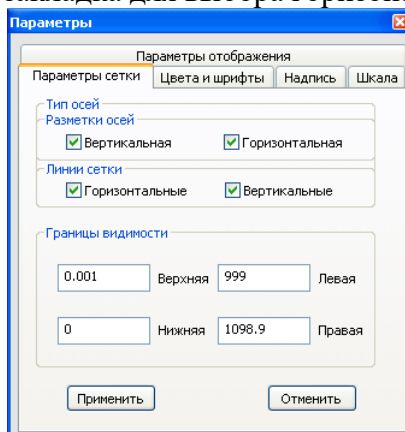 Параметры
Параметры отображения
Параметры сетки Цвета и шрифты Надпись Шкала
Тип осей
Разметки осей
Вертикальная Горизонтальная
Линии сетки
Горизонтальные Вертикальные
Границы видимости
0.001 Верхняя 999 Левая
0 Нижняя 1098.9 Правая
Применить Отменить